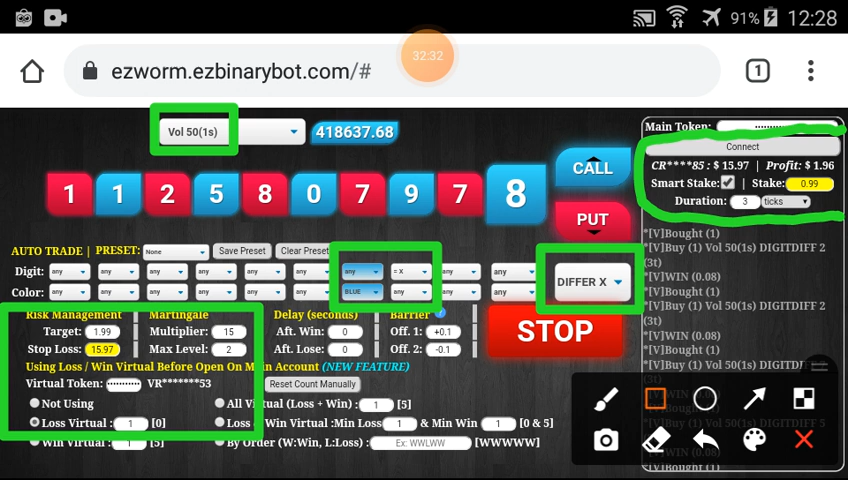 91% 12:28
32:32
ezworm.ezbinarybot.com/# 1
Vol 50(1s) 418637.68
Main Token: ············
Connect
CR****85 : $ 15.97 | Profit: $ 1.96
Smart Stake: | Stake: 0.99
Duration: 3 ticks
1 1 2 5 8 0 7 9 7 8
CALL
PUT
AUTO TRADE | PRESET: None Save Preset Clear Preset
Digit: any any any any any any = X any any
Color: any any any any any BLUE any any any
DIFFER X
STOP
Risk Management Martingale Delay (seconds) Barrier
Target: 1.99 Multiplier: 15 Aft. Win: 0 Off. 1: +0.1
Stop Loss: 15.97 Max Level: 2 Aft. Lose: 0 Off. 2: -0.1
Using Loss / Win Virtual Before Open On Main Account (NEW FEATURE)
Virtual Token: ············ VR*******53 Reset Count Manually
Not Using All Virtual (Loss + Win) : 1 [5]
Loss Virtual : 1 [0] Loss & Win Virtual :Min Loss 1 & Min Win 1 [0 & 5]
Win Virtual : 1 [5] By Order (W:Win, L:Loss) : Ex: WWLWW [WWWWW]
*[V]Bought (1)
*[V]Buy (1) Vol 50(1s) DIGITDIFF 2
(3t)
*[V]WIN (0.08)
*[V]Bought (1)
*[V]Buy (1) Vol 50(1s) DIGITDIFF 2
(3t)
*[V]WIN (0.08)
*[V]Bought (1)
*[V]Buy (1) Vol 50(1s) DIGITDIFF 2